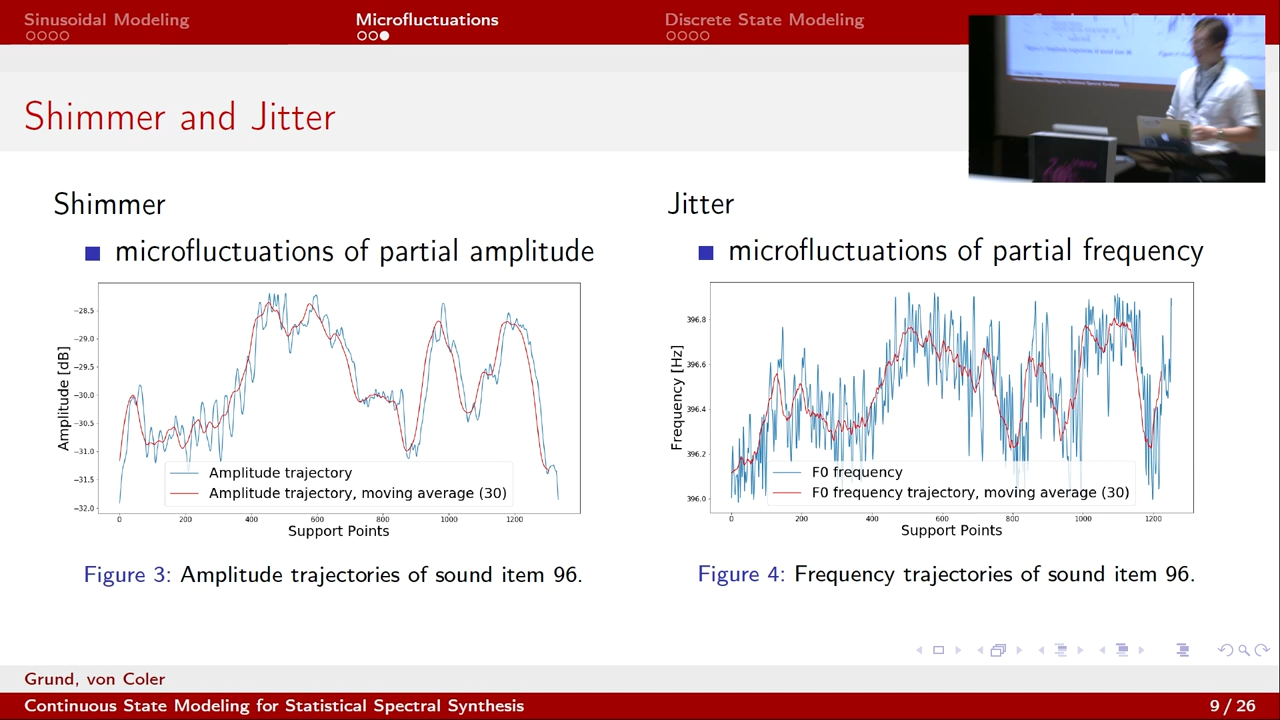 Sinusoidal Modeling
Microfluctuations
Discrete State Modeling
Shimmer and Jitter
Shimmer
microfluctuations of partial amplitude
Amplitude [dB]
−28.5
−29.0
−29.5
−30.0
−30.5
−31.0
−31.5
−32.0
Amplitude trajectory
Amplitude trajectory, moving average (30)
0 200 400 600 800 1000 1200
Support Points
Figure 3: Amplitude trajectories of sound item 96.
Jitter
microfluctuations of partial frequency
Frequency [Hz]
396.8
396.6
396.4
396.2
396.0
F0 frequency
F0 frequency trajectory, moving average (30)
0 200 400 600 800 1000 1200
Support Points
Figure 4: Frequency trajectories of sound item 96.
Grund, von Coler
Continuous State Modeling for Statistical Spectral Synthesis
9 / 26